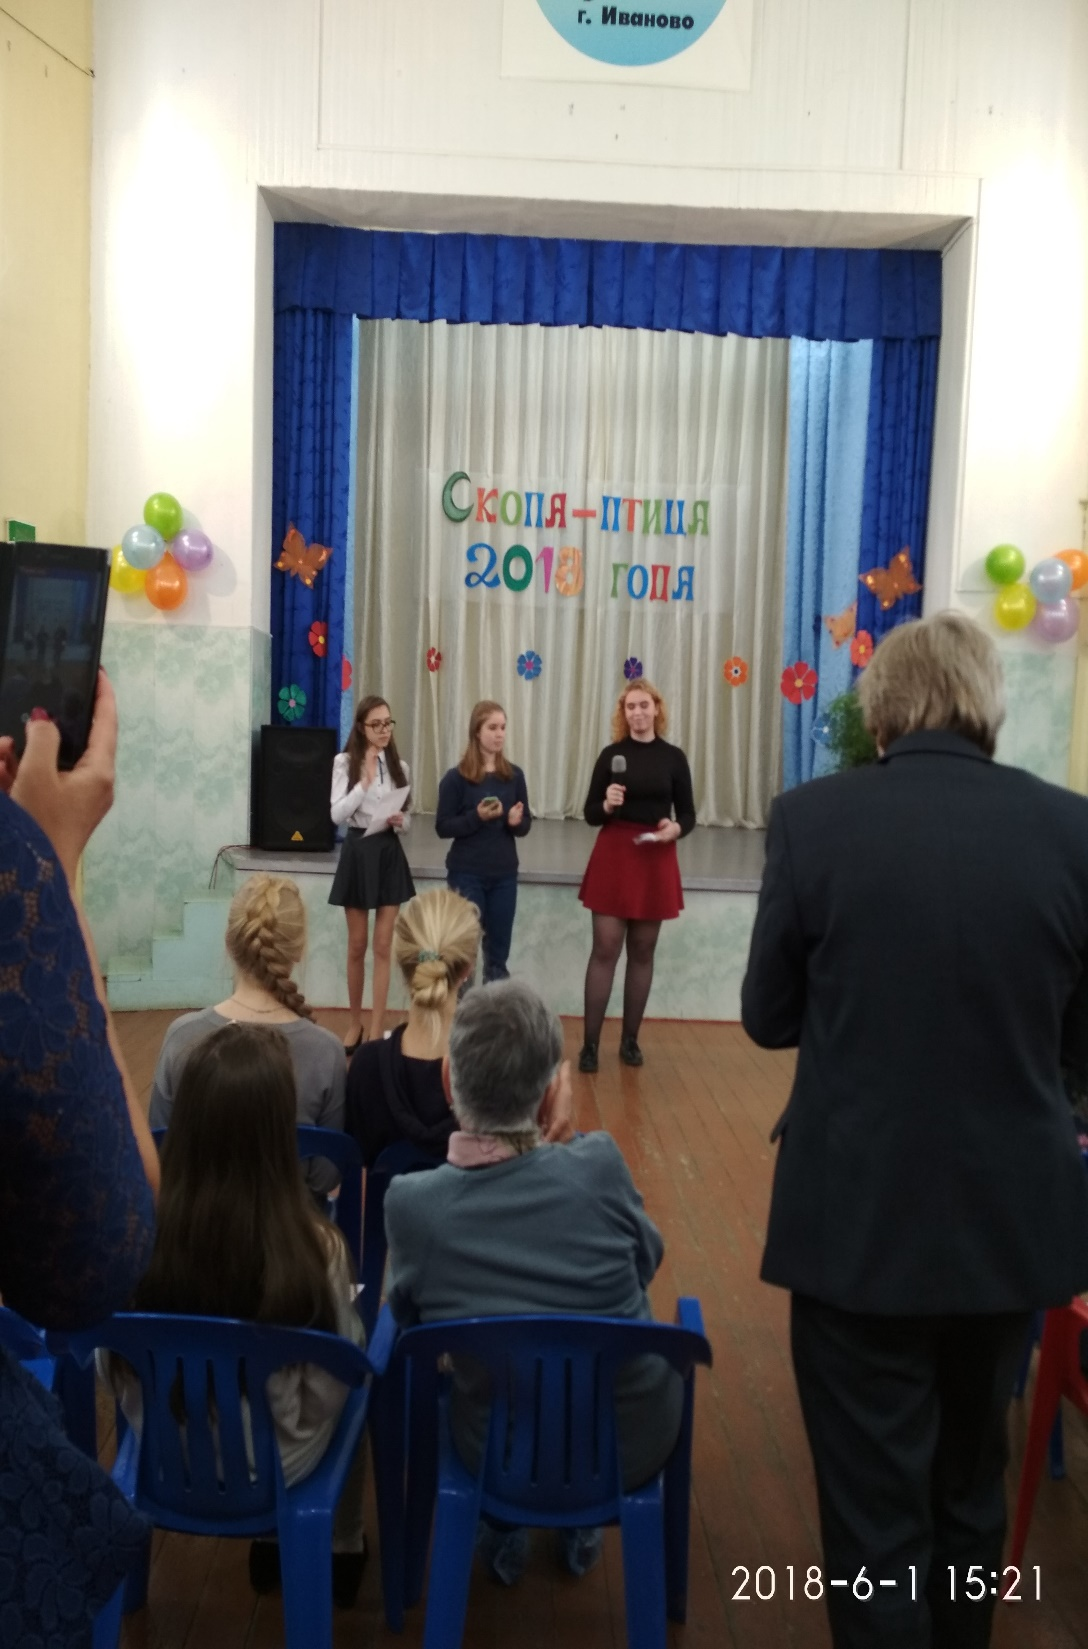 г. Иваново
Скопа-птица
2018 года
2018-6-1 15:21